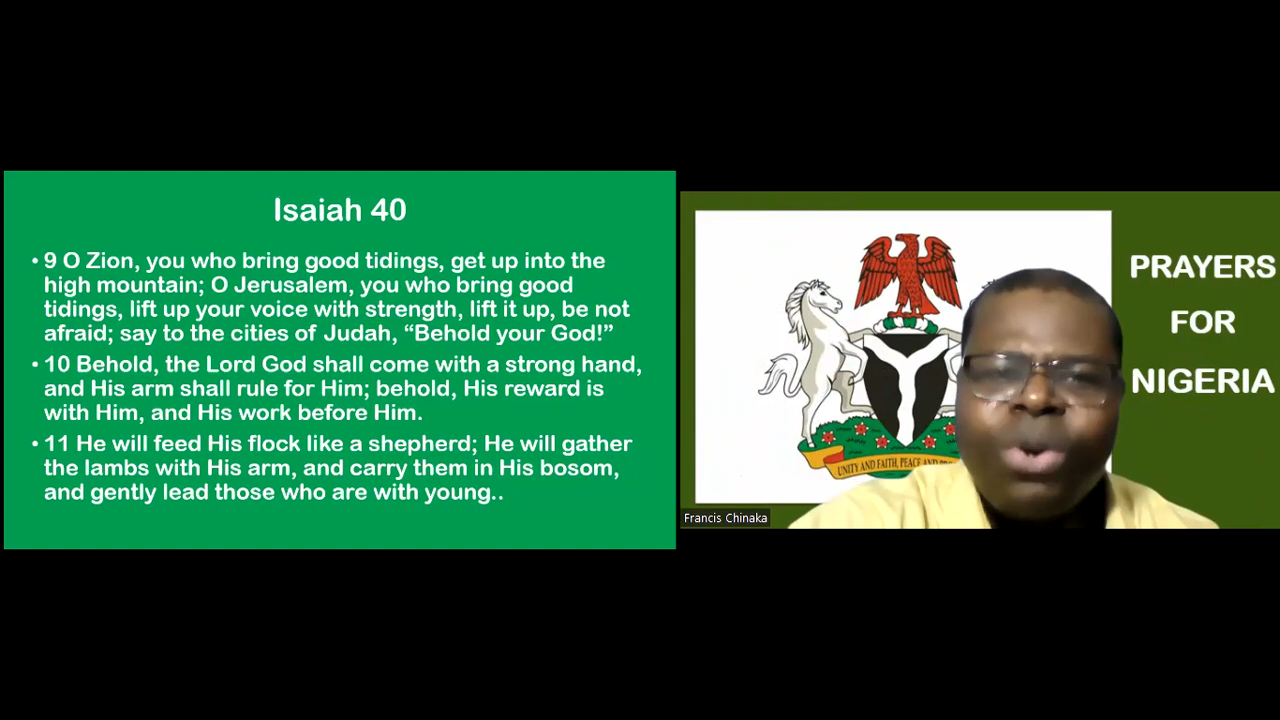 Isaiah 40
• 9 O Zion, you who bring good tidings, get up into the
high mountain; O Jerusalem, you who bring good
tidings, lift up your voice with strength, lift it up, be not
afraid; say to the cities of Judah, “Behold your God!”
• 10 Behold, the Lord God shall come with a strong hand,
and His arm shall rule for Him; behold, His reward is
with Him, and His work before Him.
• 11 He will feed His flock like a shepherd; He will gather
the lambs with His arm, and carry them in His bosom,
and gently lead those who are with young..
PRAYERS
FOR
NIGERIA
UNITY AND FAITH, PEACE AND
Francis Chinaka